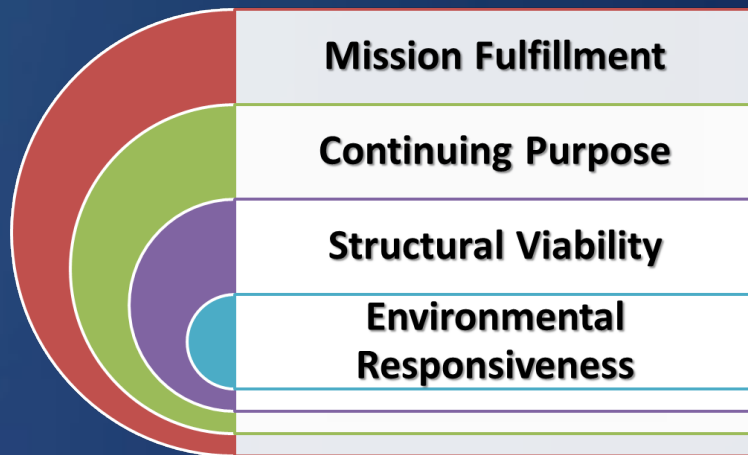 Mission Fulfillment
Continuing Purpose
Structural Viability
Environmental
Responsiveness